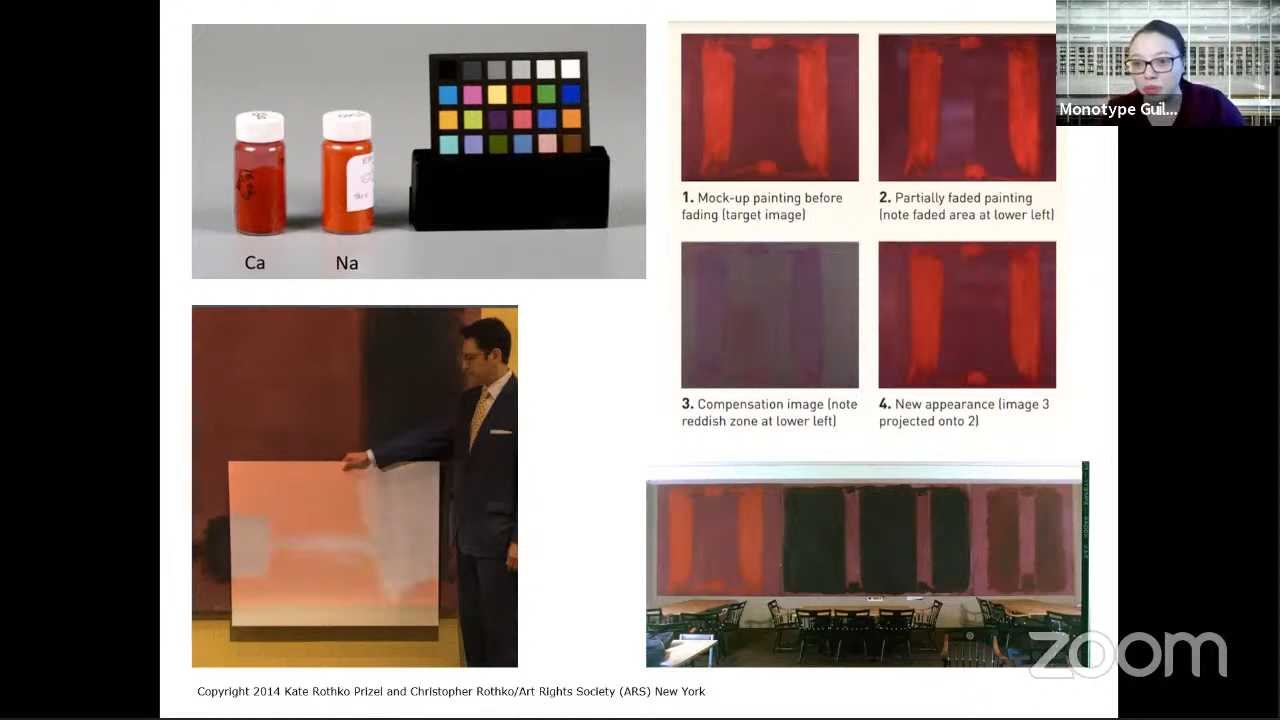 Ca
Na
1. Mock-up painting before
fading (target image)
2. Partially faded painting
(note faded area at lower left)
3. Compensation image (note
reddish zone at lower left)
4. New appearance (image 3
projected onto 2)
Monotype Guil...
zoom
Copyright 2014 Kate Rothko Prizel and Christopher Rothko/Art Rights Society (ARS) New York